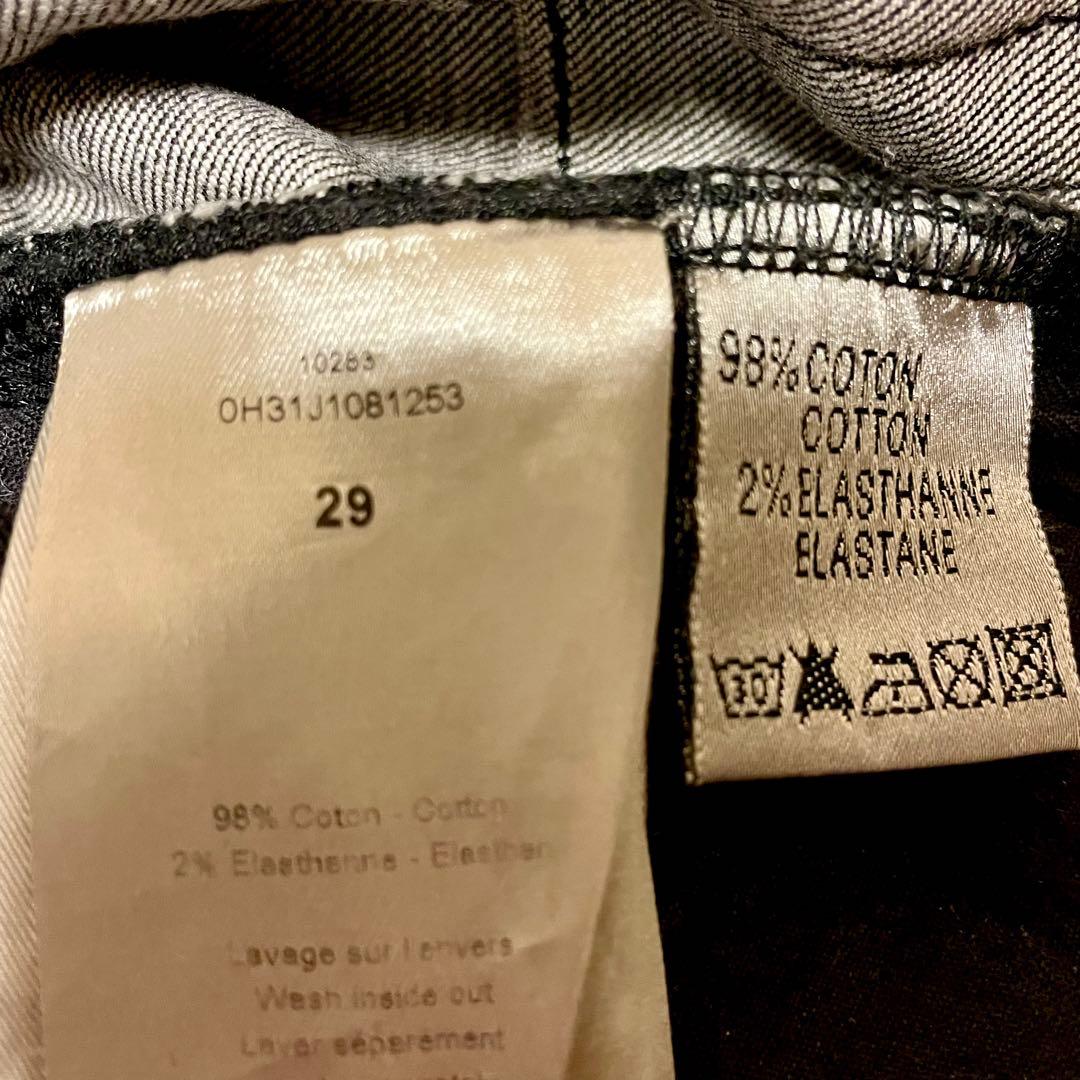 10283
0H31J1081253
29
98% Coton - Cotton
2% Elasthanne - Elasthan
Lavage sur l'envers
Wash inside out
Laver séparément
98% COTON
COTTON
2% ELASTHANNE
ELASTANE
30